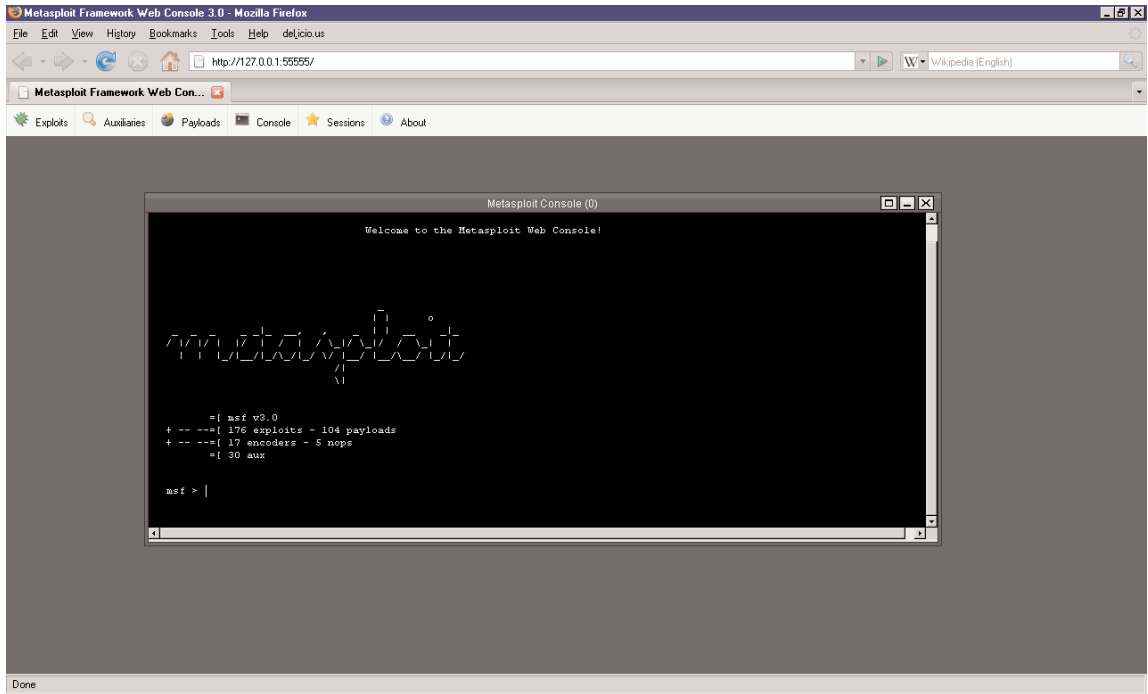 Metasploit Framework Web Console 3.0 - Mozilla Firefox
File Edit View History Bookmarks Tools Help del.icio.us
http://127.0.0.1:55555/ W Wikipedia (English)
Metasploit Framework Web Con...
Exploits Auxiliaries Payloads Console Sessions About
Metasploit Console (0)
Welcome to the Metasploit Web Console!
metasploit
=[ msf v3.0
+ -- --=[ 176 exploits - 104 payloads
+ -- --=[ 17 encoders - 5 nops
=[ 30 aux
msf >
Done